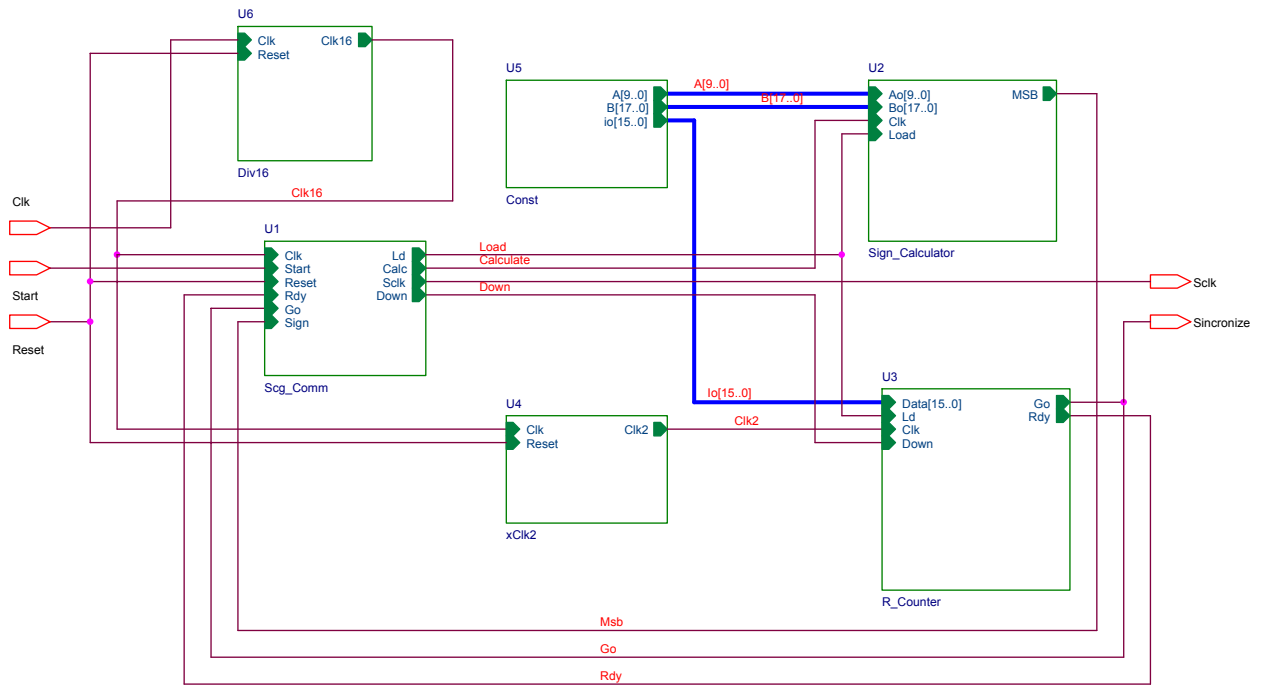 U6
Clk
Clk16
Reset
Div16
Clk16
U5
A[9..0]
B[17..0]
io[15..0]
Const
A[9..0]
B[17..0]
U2
Ao[9..0]
MSB
Bo[17..0]
Clk
Load
Sign_Calculator
Clk
Start
Reset
U1
Clk
Ld
Start
Calc
Reset
Sclk
Rdy
Down
Go
Sign
Scg_Comm
Load
Calculate
Down
Sclk
Sincronize
Io[15..0]
U4
Clk
Clk2
Reset
xClk2
Clk2
U3
Data[15..0]
Go
Ld
Rdy
Clk
Down
R_Counter
Msb
Go
Rdy